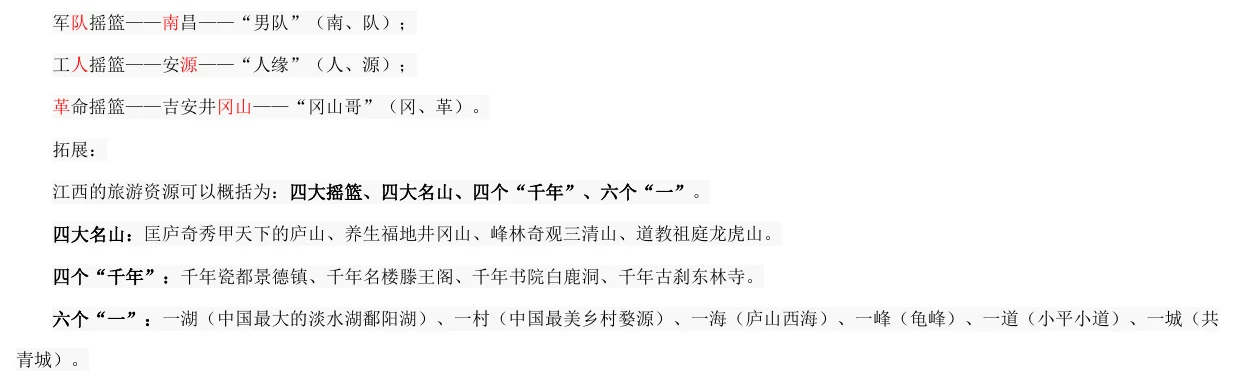 军队摇篮——南昌——“男队”（南、队）；
工人摇篮——安源——“人缘”（人、源）；
革命摇篮——吉安井冈山——“冈山哥”（冈、革）。
拓展：
江西的旅游资源可以概括为：四大摇篮、四大名山、四个“千年”、六个“一”。
四大名山：匡庐奇秀甲天下的庐山、养生福地井冈山、峰林奇观三清山、道教祖庭龙虎山。
四个“千年”：千年瓷都景德镇、千年名楼滕王阁、千年书院白鹿洞、千年古刹东林寺。
六个“一”：一湖（中国最大的淡水湖鄱阳湖）、一村（中国最美乡村婺源）、一海（庐山西海）、一峰（龟峰）、一道（小平小道）、一城（共
青城）。